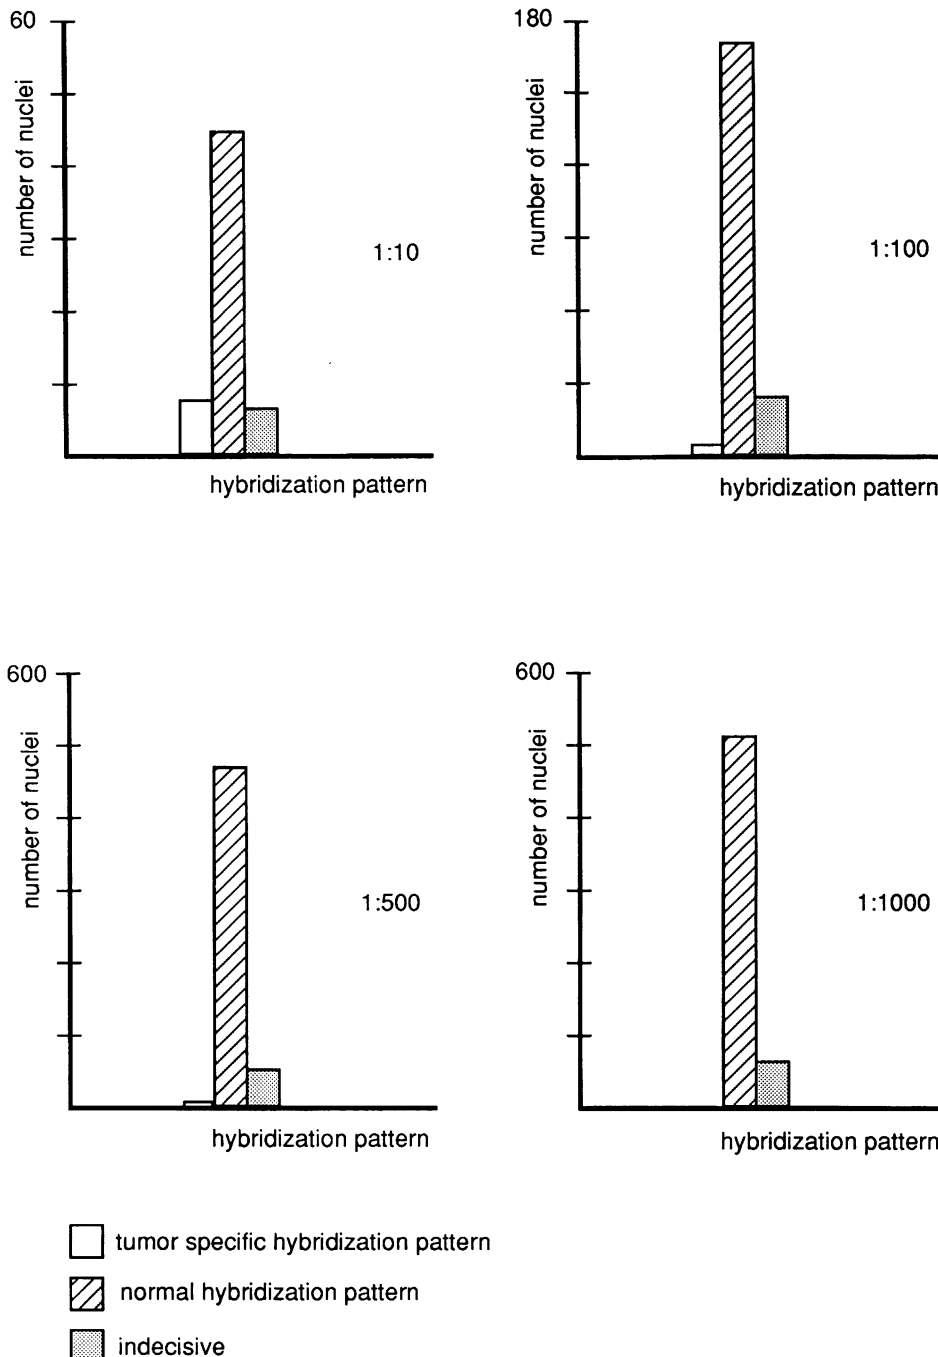 60
number of nuclei
1:10
hybridization pattern
180
number of nuclei
1:100
hybridization pattern
600
number of nuclei
1:500
hybridization pattern
600
number of nuclei
1:1000
hybridization pattern
tumor specific hybridization pattern
normal hybridization pattern
indecisive